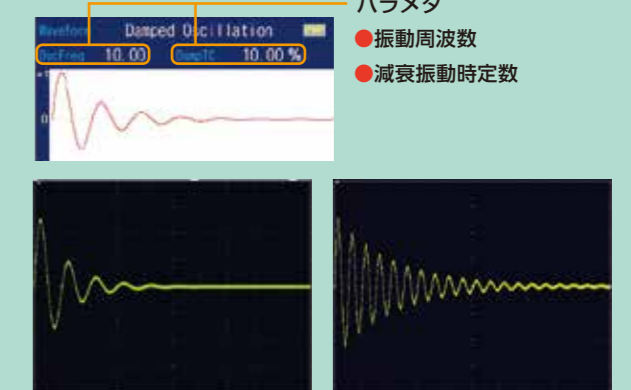 パラメタ
Waveform Damped Oscillation
OscFreq 10.00 DampTC 10.00 %
●振動周波数
●減衰振動時定数
0